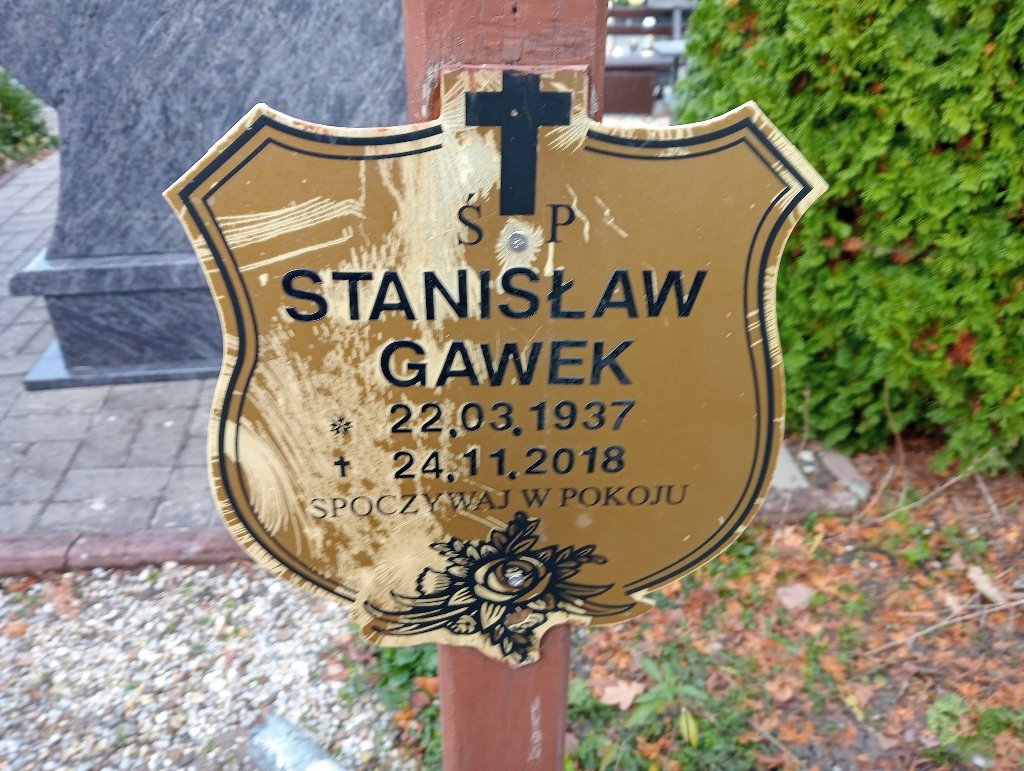 Ś P
STANISŁAW
GAWEK
* 22.03.1937
✝ 24.11.2018
SPOCZYWAJ W POKOJU